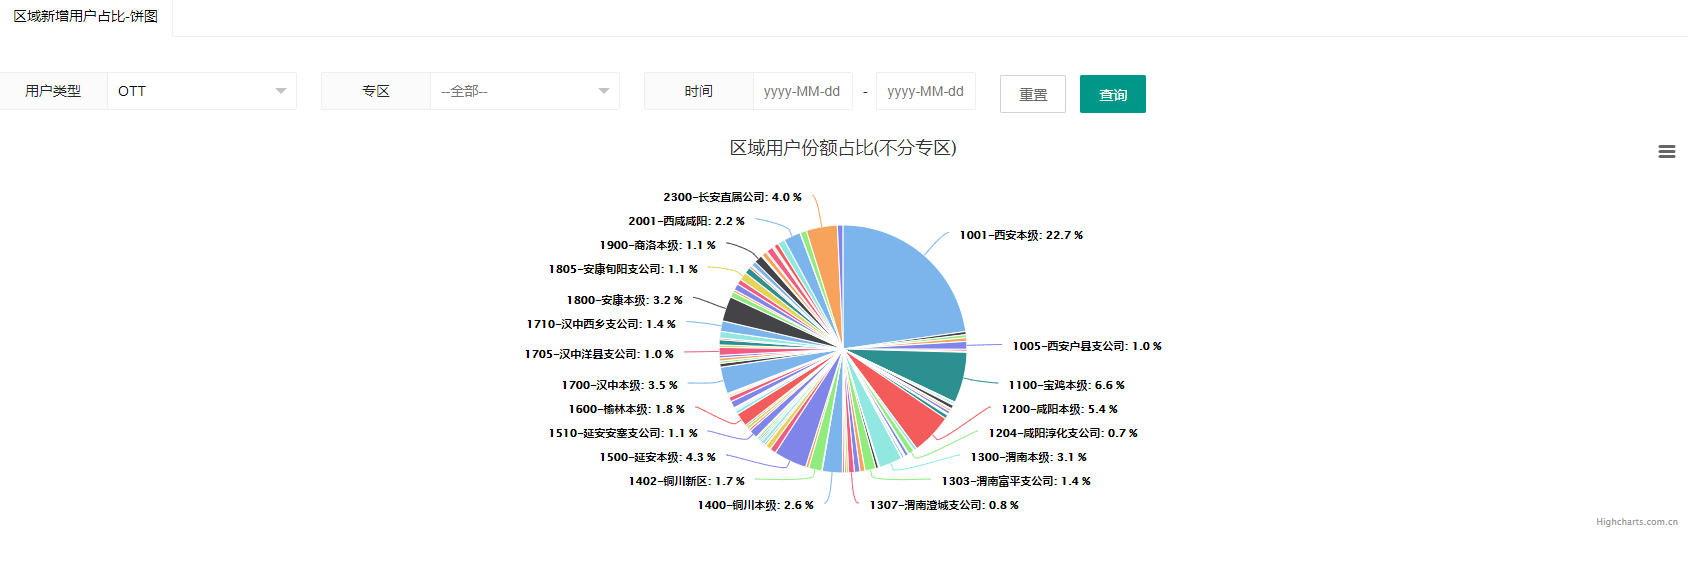 区域新增用户占比-饼图
用户类型 OTT 专区 --全部-- 时间 yyyy-MM-dd - yyyy-MM-dd 重置 查询
区域用户份额占比(不分专区)
2300-长安直属公司: 4.0 %
2001-西咸咸阳: 2.2 %
1001-西安本级: 22.7 %
1900-商洛本级: 1.1 %
1805-安康旬阳支公司: 1.1 %
1800-安康本级: 3.2 %
1710-汉中西乡支公司: 1.4 %
1005-西安户县支公司: 1.0 %
1705-汉中洋县支公司: 1.0 %
1700-汉中本级: 3.5 %
1100-宝鸡本级: 6.6 %
1600-榆林本级: 1.8 %
1200-咸阳本级: 5.4 %
1510-延安安塞支公司: 1.1 %
1204-咸阳淳化支公司: 0.7 %
1500-延安本级: 4.3 %
1300-渭南本级: 3.1 %
1402-铜川新区: 1.7 %
1303-渭南富平支公司: 1.4 %
1400-铜川本级: 2.6 %
1307-渭南澄城支公司: 0.8 %
Highcharts.com.cn